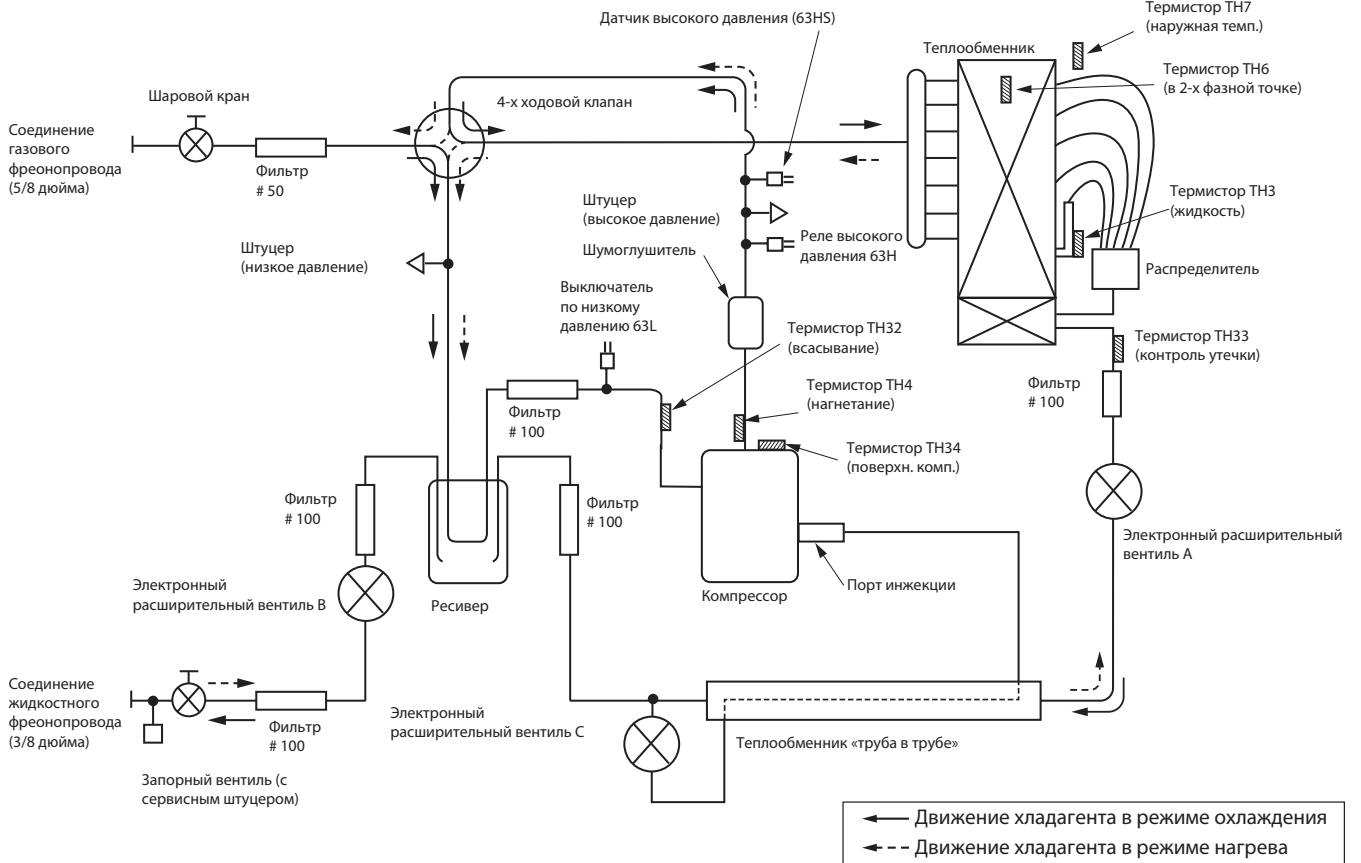 Датчик высокого давления (63HS)
Термистор TH7
(наружная темп.)
Теплообменник
Термистор TH6
(в 2-х фазной точке)
Шаровой кран
4-х ходовой клапан
Соединение
газового
фреонопровода
(5/8 дюйма)
Фильтр
# 50
Штуцер
(высокое давление)
Термистор TH3
(жидкость)
Штуцер
(низкое давление)
Реле высокого
давления 63H
Шумоглушитель
Распределитель
Выключатель
по низкому
давлению 63L
Термистор TH32
(всасывание)
Термистор TH33
(контроль утечки)
Фильтр
# 100
Термистор TH4
(нагнетание)
Фильтр
# 100
Термистор TH34
(поверхн. комп.)
Фильтр
# 100
Фильтр
# 100
Электронный расширительный
вентиль A
Электронный
расширительный вентиль B
Ресивер
Компрессор
Порт инжекции
Соединение
жидкостного
фреонопровода
(3/8 дюйма)
Фильтр
# 100
Электронный
расширительный вентиль C
Теплообменник «труба в трубе»
Запорный вентиль (с
сервисным штуцером)
Движение хладагента в режиме охлаждения
Движение хладагента в режиме нагрева